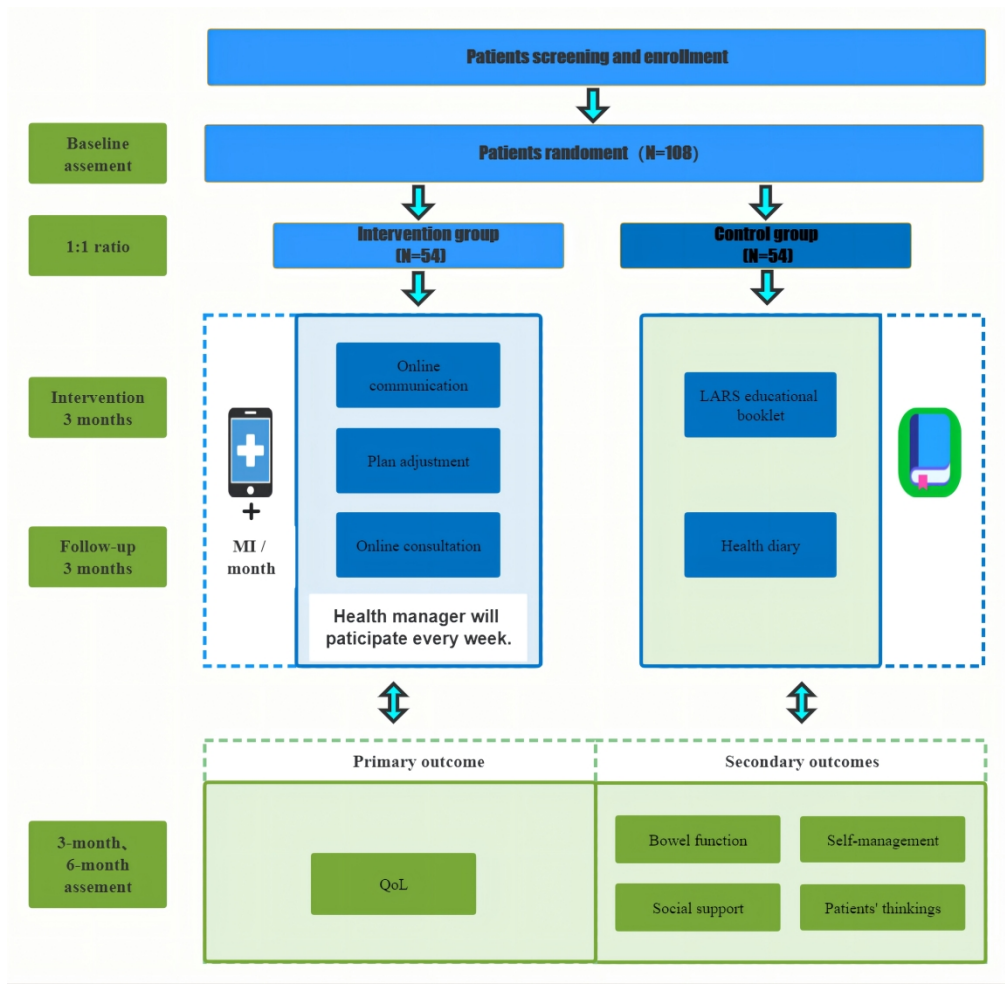 Patients screening and enrollment
Baseline
assement
Patients randoment（N=108）
1:1 ratio
Intervention group
(N=54)
Control group
(N=54)
Intervention
3 months
Follow-up
3 months
+
MI /
month
Online
communication
Plan adjustment
Online consultation
Health manager will
paticipate every week.
LARS educational
booklet
Health diary
Primary outcome
Secondary outcomes
3-month、
6-month
assement
QoL
Bowel function
Self-management
Social support
Patients' thinkings